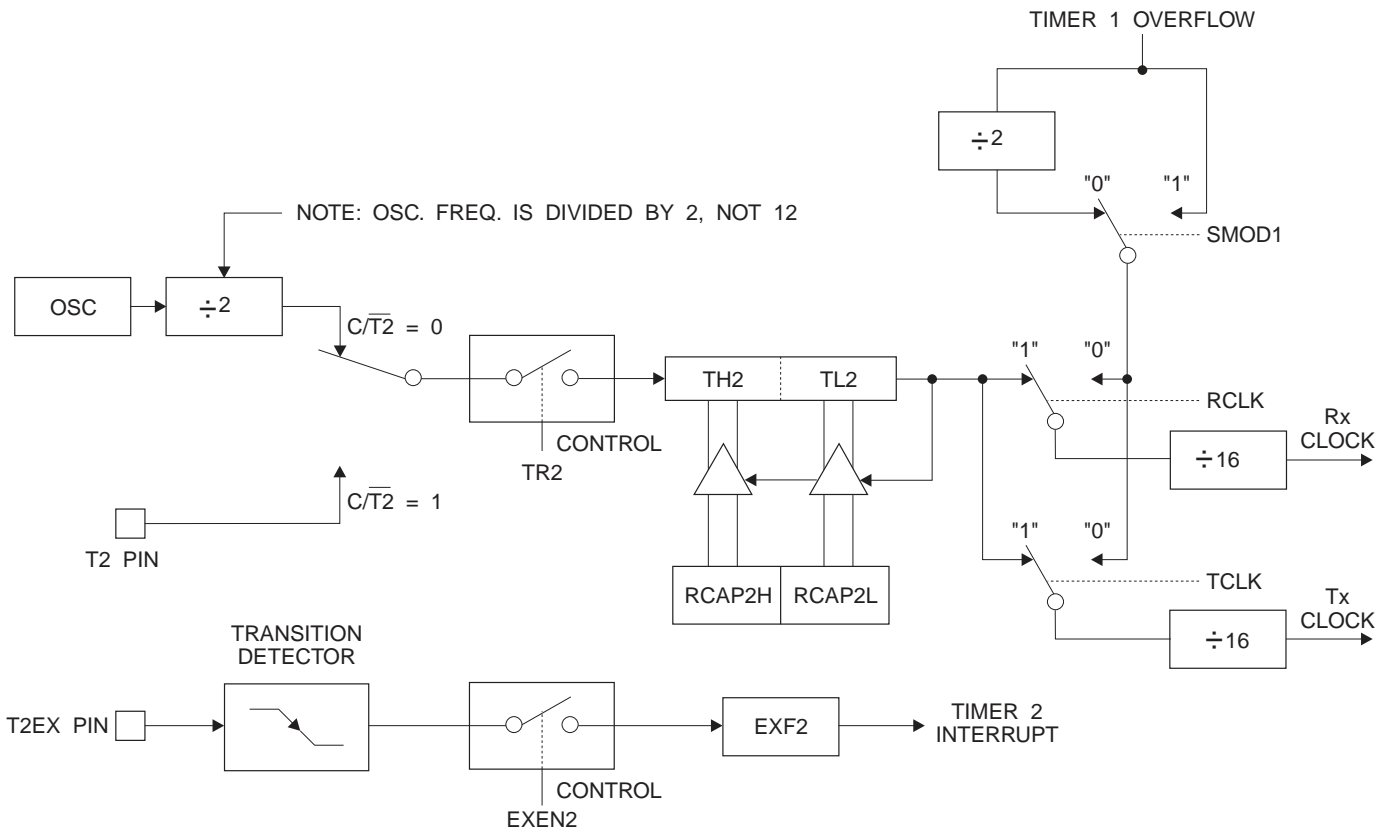 TIMER 1 OVERFLOW
÷2
"0" "1"
SMOD1
NOTE: OSC. FREQ. IS DIVIDED BY 2, NOT 12
OSC
÷2
C/T̅2̅ = 0
TH2
TL2
"1" "0"
RCLK
Rx
CLOCK
÷16
CONTROL
TR2
C/T̅2̅ = 1
T2 PIN
RCAP2H
RCAP2L
"1" "0"
TCLK
Tx
CLOCK
÷16
TRANSITION
DETECTOR
T2EX PIN
EXF2
TIMER 2
INTERRUPT
CONTROL
EXEN2